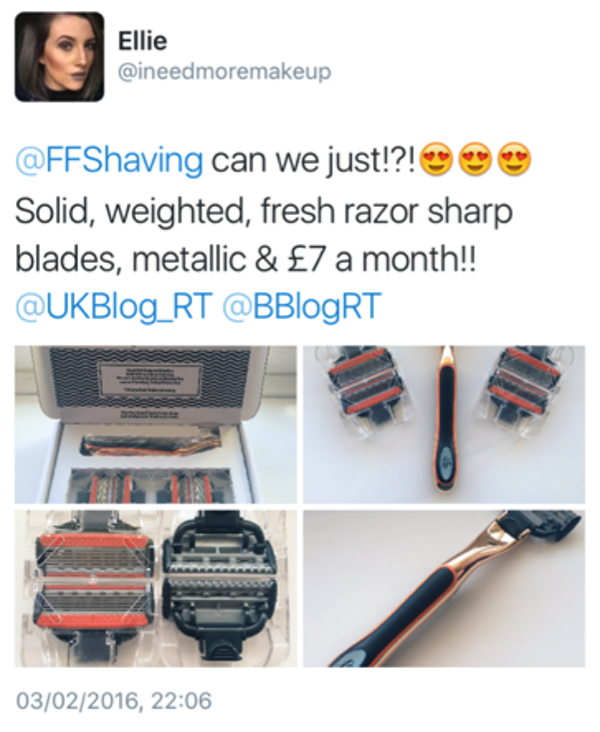 Ellie
@ineedmoremakeup
@FFShaving can we just!?!😍😍😍
Solid, weighted, fresh razor sharp
blades, metallic & £7 a month!!
@UKBlog_RT @BBlogRT
03/02/2016, 22:06